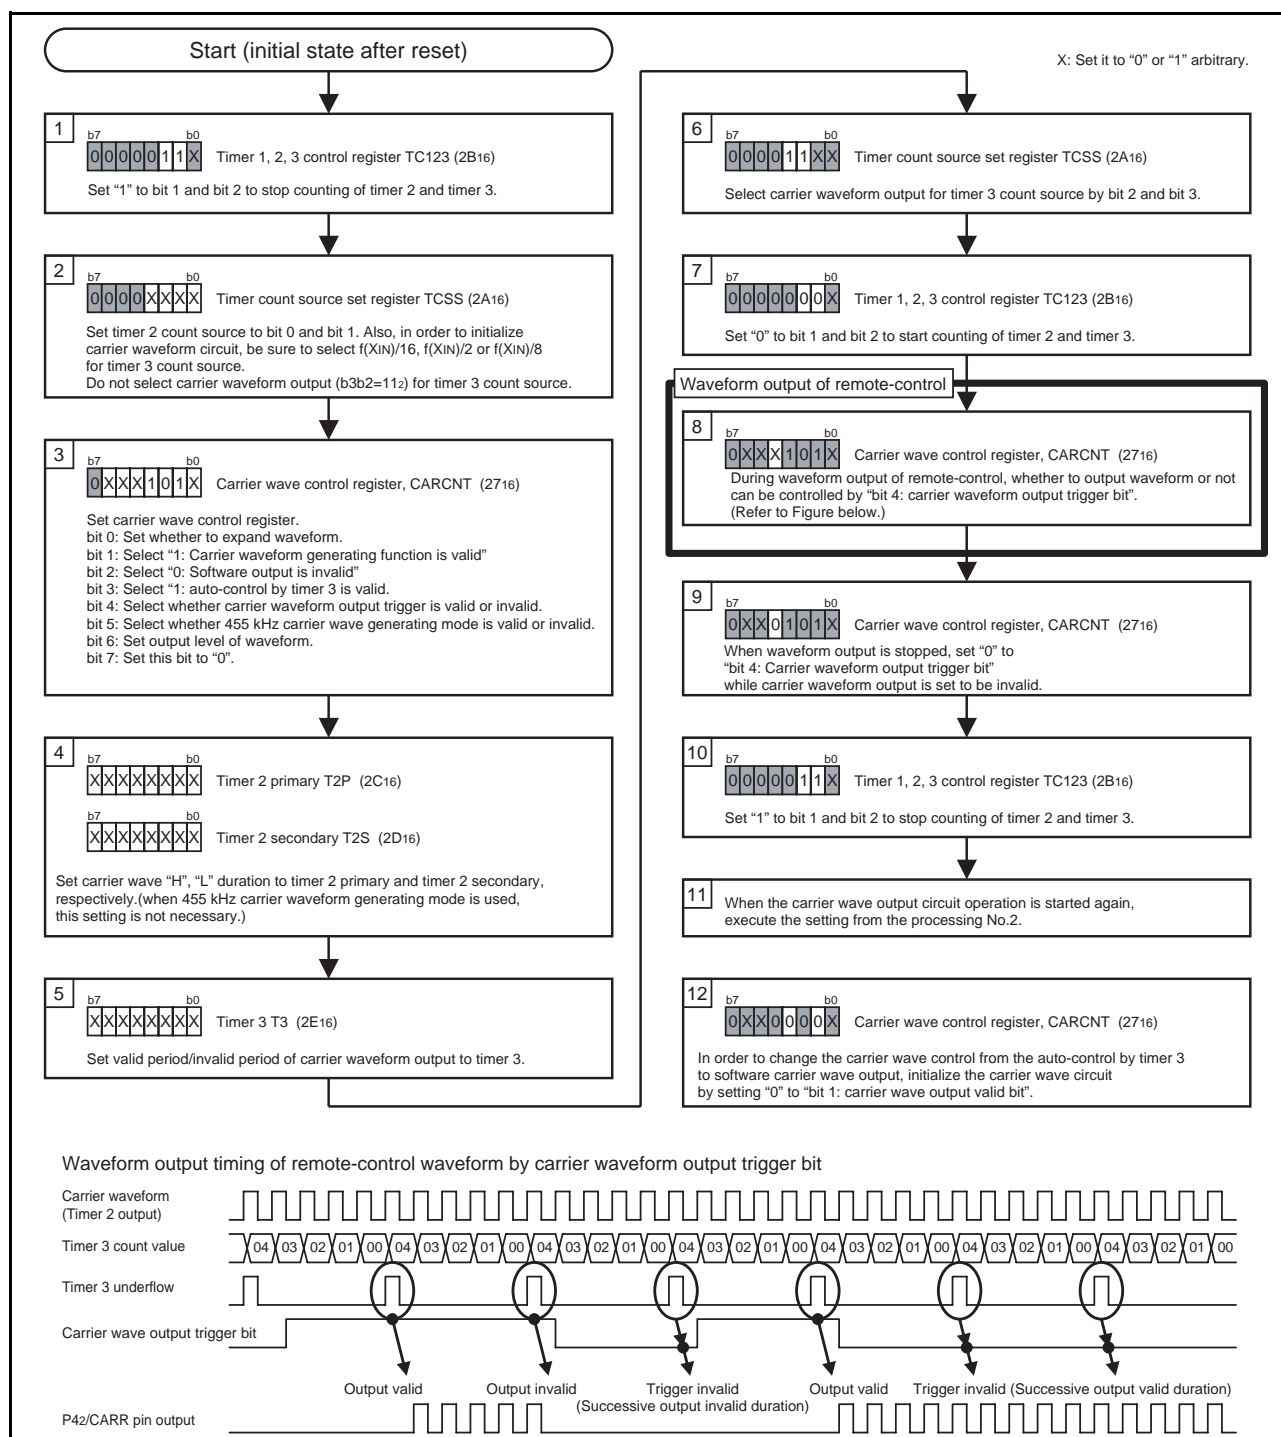 Start (initial state after reset)
X: Set it to “0” or “1” arbitrary.
1
b7 b0
0 0 0 0 0 1 1 X Timer 1, 2, 3 control register TC123 (2B16)
Set “1” to bit 1 and bit 2 to stop counting of timer 2 and timer 3.
2
b7 b0
0 0 0 0 X X X X Timer count source set register TCSS (2A16)
Set timer 2 count source to bit 0 and bit 1. Also, in order to initialize
carrier waveform circuit, be sure to select f(XIN)/16, f(XIN)/2 or f(XIN)/8
for timer 3 count source.
Do not select carrier waveform output (b3b2=112) for timer 3 count source.
3
b7 b0
0 X X X 1 0 1 X Carrier wave control register, CARCNT (2716)
Set carrier wave control register.
bit 0: Set whether to expand waveform.
bit 1: Select “1: Carrier waveform generating function is valid”
bit 2: Select “0: Software output is invalid”
bit 3: Select “1: auto-control by timer 3 is valid.
bit 4: Select whether carrier waveform output trigger is valid or invalid.
bit 5: Select whether 455 kHz carrier wave generating mode is valid or invalid.
bit 6: Set output level of waveform.
bit 7: Set this bit to “0”.
4
b7 b0
X X X X X X X X Timer 2 primary T2P (2C16)
b7 b0
X X X X X X X X Timer 2 secondary T2S (2D16)
Set carrier wave “H”, “L” duration to timer 2 primary and timer 2 secondary,
respectively.(when 455 kHz carrier waveform generating mode is used,
this setting is not necessary.)
5
b7 b0
X X X X X X X X Timer 3 T3 (2E16)
Set valid period/invalid period of carrier waveform output to timer 3.
6
b7 b0
0 0 0 0 1 1 X X Timer count source set register TCSS (2A16)
Select carrier waveform output for timer 3 count source by bit 2 and bit 3.
7
b7 b0
0 0 0 0 0 0 0 X Timer 1, 2, 3 control register TC123 (2B16)
Set “0” to bit 1 and bit 2 to start counting of timer 2 and timer 3.
Waveform output of remote-control
8
b7 b0
0 X X X 1 0 1 X Carrier wave control register, CARCNT (2716)
During waveform output of remote-control, whether to output waveform or not
can be controlled by “bit 4: carrier waveform output trigger bit”.
(Refer to Figure below.)
9
b7 b0
0 X X 0 1 0 1 X Carrier wave control register, CARCNT (2716)
When waveform output is stopped, set “0” to
“bit 4: Carrier waveform output trigger bit”
while carrier waveform output is set to be invalid.
10
b7 b0
0 0 0 0 0 1 1 X Timer 1, 2, 3 control register TC123 (2B16)
Set “1” to bit 1 and bit 2 to stop counting of timer 2 and timer 3.
11
When the carrier wave output circuit operation is started again,
execute the setting from the processing No.2.
12
b7 b0
0 X X 0 0 0 0 X Carrier wave control register, CARCNT (2716)
In order to change the carrier wave control from the auto-control by timer 3
to software carrier wave output, initialize the carrier wave circuit
by setting “0” to “bit 1: carrier wave output valid bit”.
Waveform output timing of remote-control waveform by carrier waveform output trigger bit
Carrier waveform
(Timer 2 output)
Timer 3 count value 04 03 02 01 00 04 03 02 01 00 04 03 02 01 00 04 03 02 01 00 04 03 02 01 00 04 03 02 01 00 04 03 02 01 00
Timer 3 underflow
Carrier wave output trigger bit
Output valid Output invalid Trigger invalid Output valid Trigger invalid (Successive output valid duration)
(Successive output invalid duration)
P42/CARR pin output